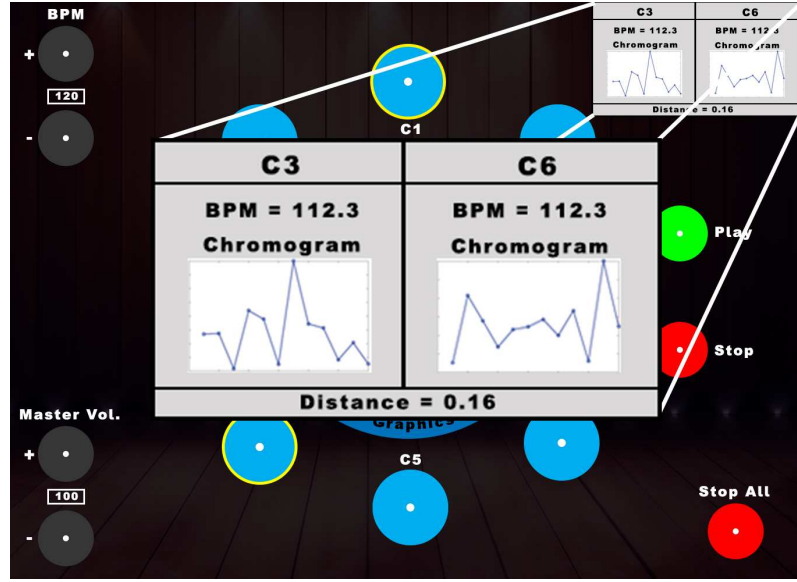 BPM
+
120
-
C1
C3 C6
BPM = 112.3 BPM = 112.3
Chromogram Chromogram
Distance = 0.16
C3 C6
BPM = 112.3 BPM = 112.3
Chromogram Chromogram
Distance = 0.16
Play
Stop
Graphics
Master Vol.
+
100
-
C5
Stop All